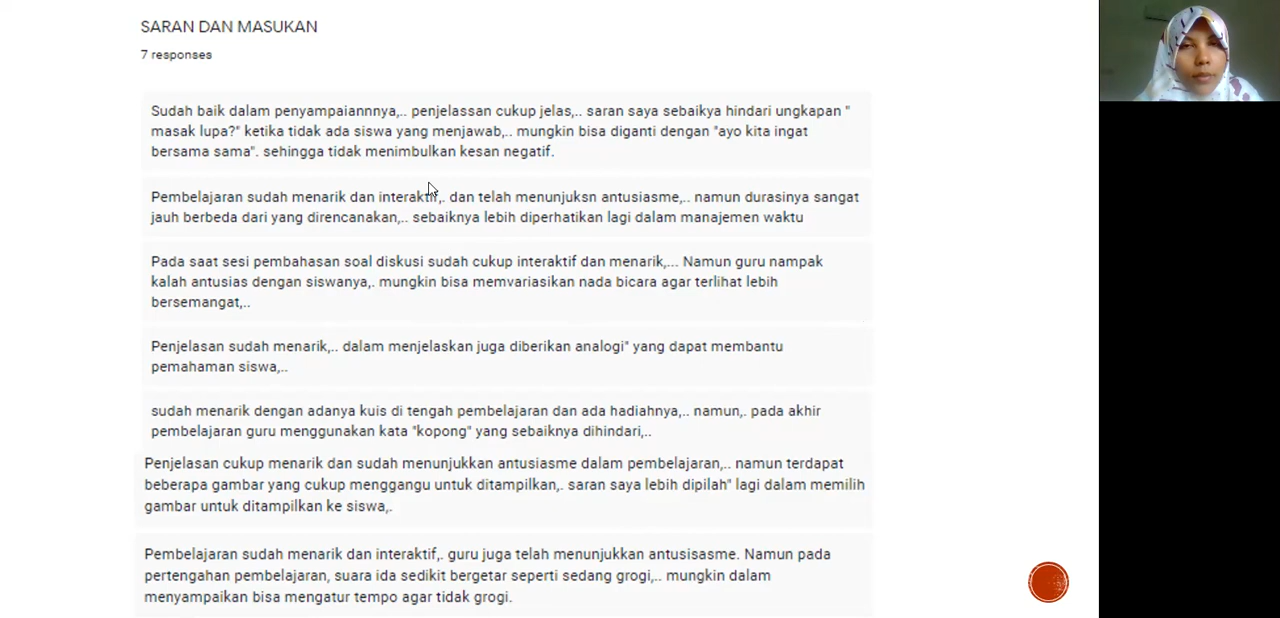 SARAN DAN MASUKAN
7 responses
Sudah baik dalam penyampaiannnya,.. penjelassan cukup jelas,.. saran saya sebaikya hindari ungkapan "
masak lupa?" ketika tidak ada siswa yang menjawab,.. mungkin bisa diganti dengan "ayo kita ingat
bersama sama". sehingga tidak menimbulkan kesan negatif.
Pembelajaran sudah menarik dan interaktif,. dan telah menunjuksn antusiasme,.. namun durasinya sangat
jauh berbeda dari yang direncanakan,.. sebaiknya lebih diperhatikan lagi dalam manajemen waktu
Pada saat sesi pembahasan soal diskusi sudah cukup interaktif dan menarik,... Namun guru nampak
kalah antusias dengan siswanya,. mungkin bisa memvariasikan nada bicara agar terlihat lebih
bersemangat,..
Penjelasan sudah menarik,.. dalam menjelaskan juga diberikan analogi" yang dapat membantu
pemahaman siswa,..
sudah menarik dengan adanya kuis di tengah pembelajaran dan ada hadiahnya,.. namun,. pada akhir
pembelajaran guru menggunakan kata "kopong" yang sebaiknya dihindari,..
Penjelasan cukup menarik dan sudah menunjukkan antusiasme dalam pembelajaran,.. namun terdapat
beberapa gambar yang cukup menggangu untuk ditampilkan,. saran saya lebih dipilah" lagi dalam memilih
gambar untuk ditampilkan ke siswa,.
Pembelajaran sudah menarik dan interaktif,. guru juga telah menunjukkan antusisasme. Namun pada
pertengahan pembelajaran, suara ida sedikit bergetar seperti sedang grogi,.. mungkin dalam
menyampaikan bisa mengatur tempo agar tidak grogi.